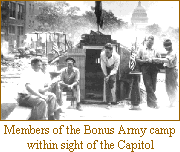 Members of the Bonus Army camp
within sight of the Capitol